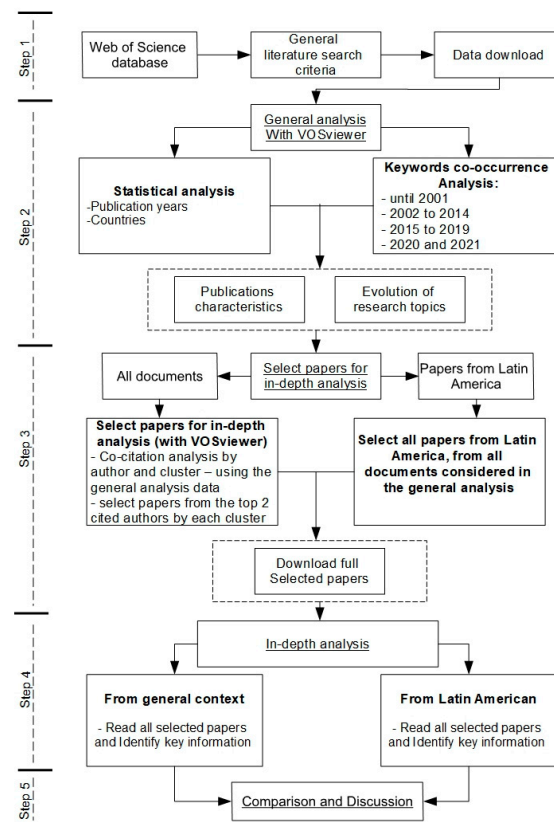 Step 1
Web of Science
database
General
literature search
criteria
Data download
Step 2
General analysis
With VOSviewer
Statistical analysis
-Publication years
-Countries
Keywords co-occurrence
Analysis:
- until 2001
- 2002 to 2014
- 2015 to 2019
- 2020 and 2021
Publications
characteristics
Evolution of
research topics
Step 3
All documents
Select papers for
in-depth analysis
Papers from Latin
America
Select papers for in-depth
analysis (with VOSviewer)
- Co-citation analysis by
author and cluster – using the
general analysis data
- select papers from the top 2
cited authors by each cluster
Select all papers from Latin
America, from all
documents considered in
the general analysis
Download full
Selected papers
Step 4
In-depth analysis
From general context
- Read all selected papers
and Identify key information
From Latin American
- Read all selected papers
and Identify key information
Step 5
Comparison and Discussion